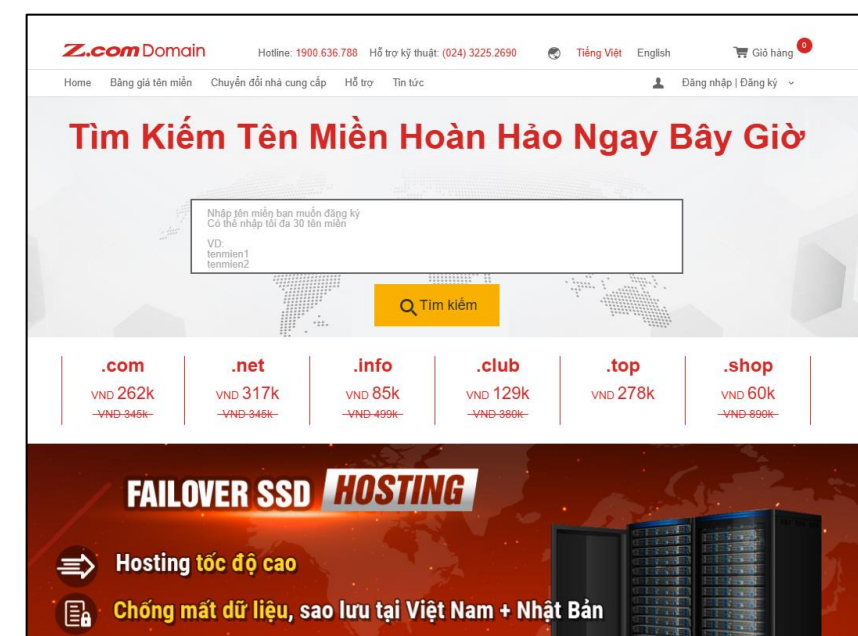 Z.com Domain Hotline: 1900.636.788 Hỗ trợ kỹ thuật: (024) 3225.2690 Tiếng Việt English Giỏ hàng 0
Home Bảng giá tên miền Chuyển đổi nhà cung cấp Hỗ trợ Tin tức Đăng nhập | Đăng ký
Tìm Kiếm Tên Miền Hoàn Hảo Ngay Bây Giờ
Nhập tên miền bạn muốn đăng ký
Có thể nhập tối đa 30 tên miền
VD:
tenmien1
tenmien2
Tìm kiếm
.com .net .info .club .top .shop
VND 262k VND 317k VND 85k VND 129k VND 278k VND 60k
VND 345k VND 345k VND 499k VND 380k VND 890k
FAILOVER SSD HOSTING
Hosting tốc độ cao
Chống mất dữ liệu, sao lưu tại Việt Nam + Nhật Bản